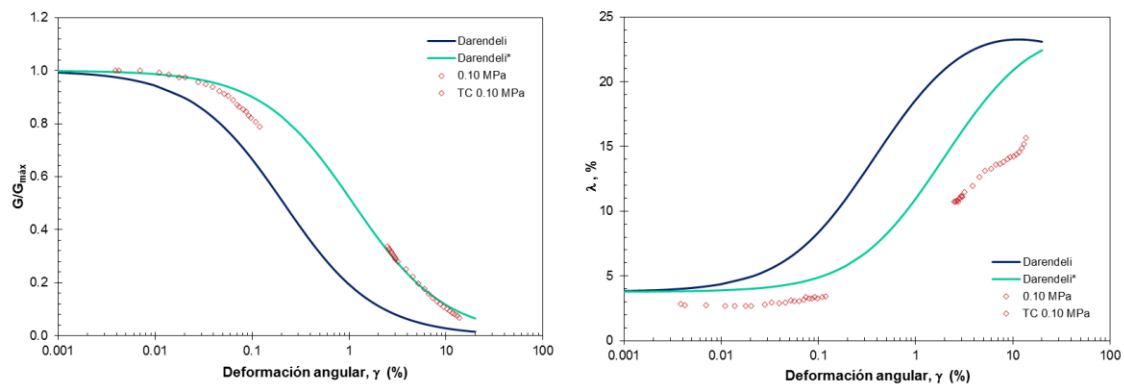 1.2
1.0
0.8
0.6
0.4
0.2
0.0
G/Gmáx
0.001
0.01
0.1
1
10
100
Deformación angular, γ (%)
Darendeli
Darendeli*
0.10 MPa
TC 0.10 MPa
25
20
15
10
5
0
λ , %
0.001
0.01
0.1
1
10
100
Deformación angular, γ (%)
Darendeli
Darendeli*
0.10 MPa
TC 0.10 MPa